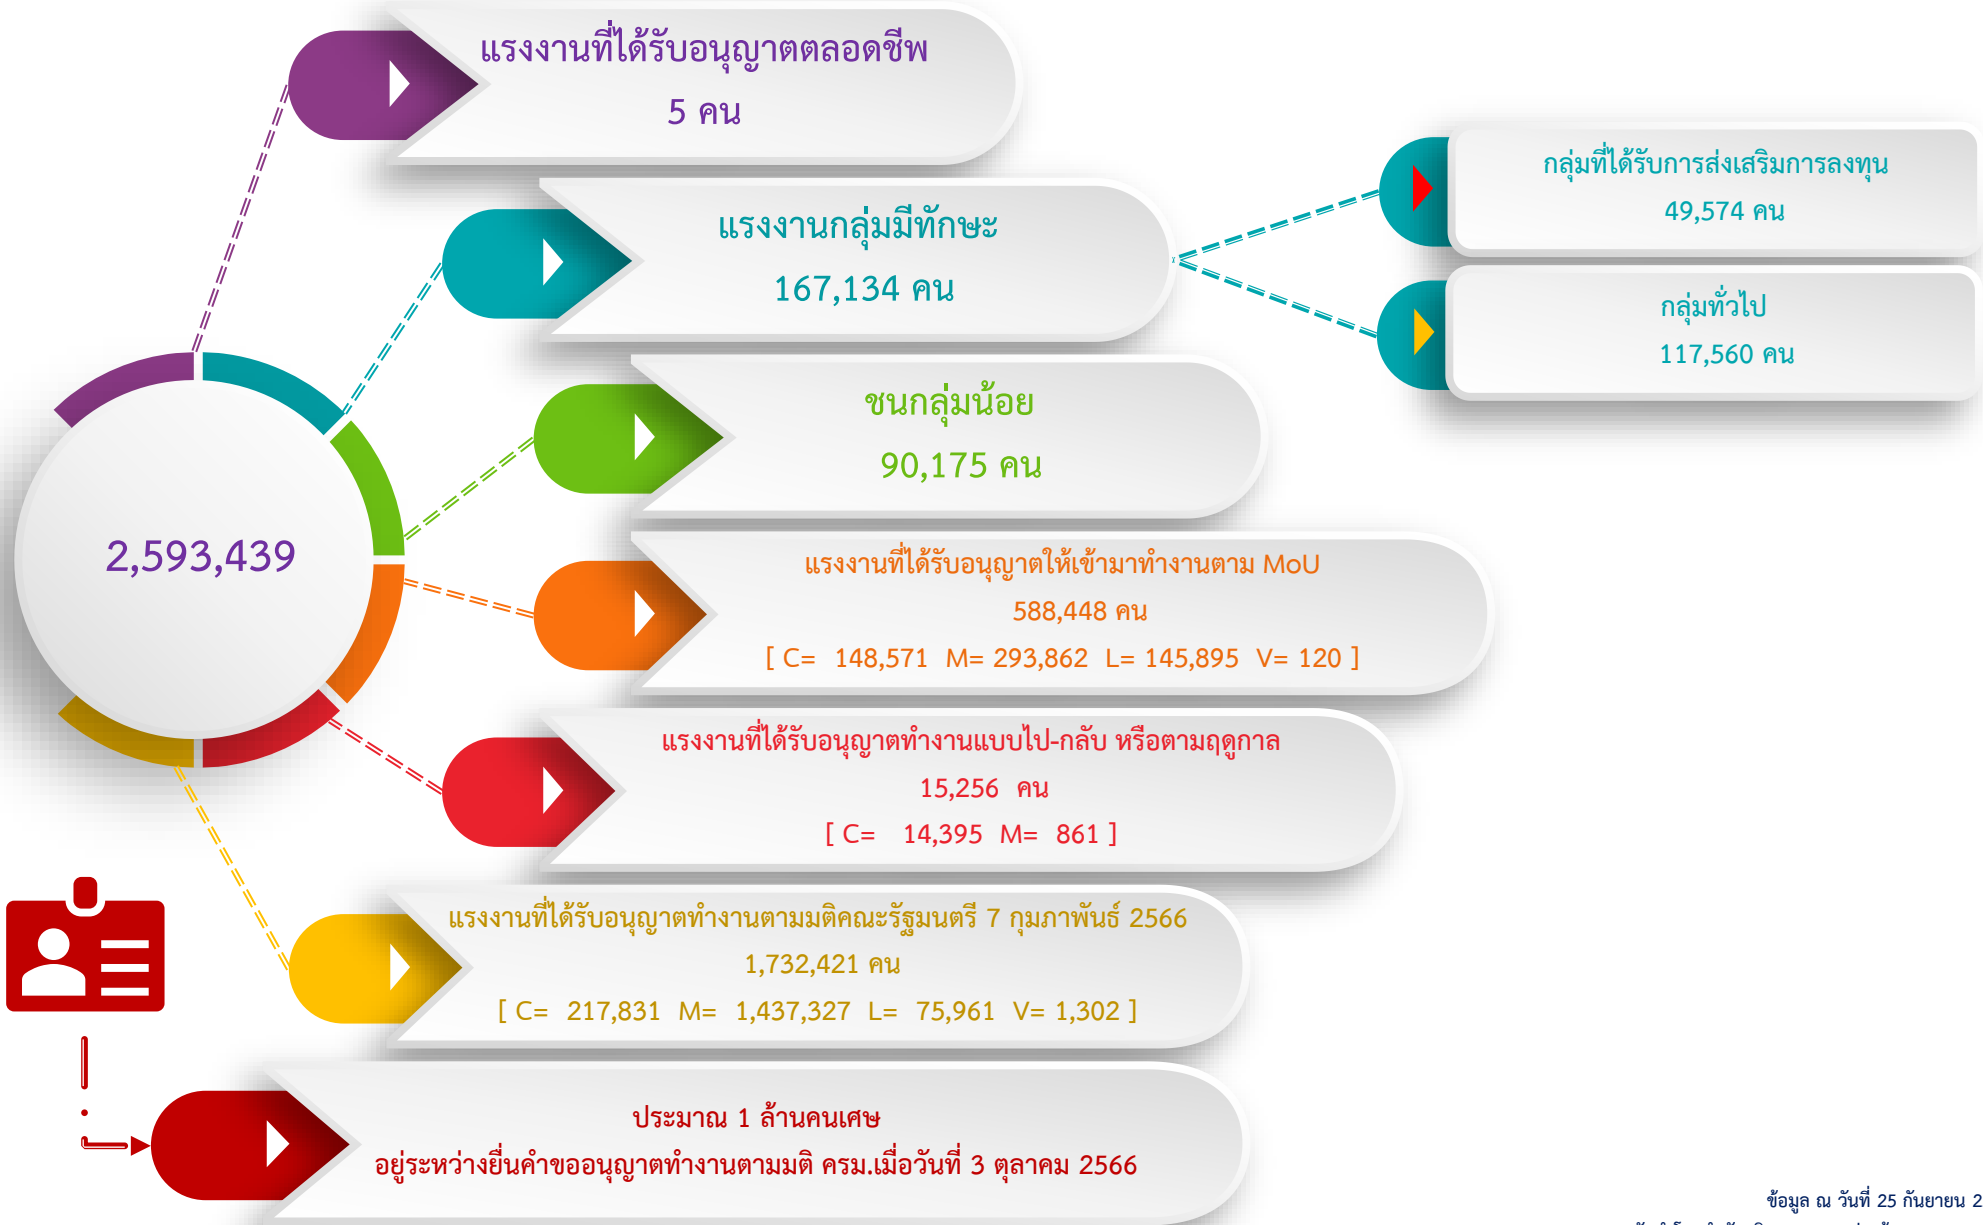 แรงงานที่ได้รับอนุญาตตลอดชีพ
5 คน
แรงงานกลุ่มมีทักษะ
167,134 คน
กลุ่มที่ได้รับการส่งเสริมการลงทุน
49,574 คน
กลุ่มทั่วไป
117,560 คน
ชนกลุ่มน้อย
90,175 คน
2,593,439
แรงงานที่ได้รับอนุญาตให้เข้ามาทำงานตาม MoU
588,448 คน
[ C= 148,571 M= 293,862 L= 145,895 V= 120 ]
แรงงานที่ได้รับอนุญาตทำงานแบบไป-กลับ หรือตามฤดูกาล
15,256 คน
[ C= 14,395 M= 861 ]
แรงงานที่ได้รับอนุญาตทำงานตามมติคณะรัฐมนตรี 7 กุมภาพันธ์ 2566
1,732,421 คน
[ C= 217,831 M= 1,437,327 L= 75,961 V= 1,302 ]
ประมาณ 1 ล้านคนเศษ
อยู่ระหว่างยื่นคำขออนุญาตทำงานตามมติ ครม.เมื่อวันที่ 3 ตุลาคม 2566
ข้อมูล ณ วันที่ 25 กันยายน 2